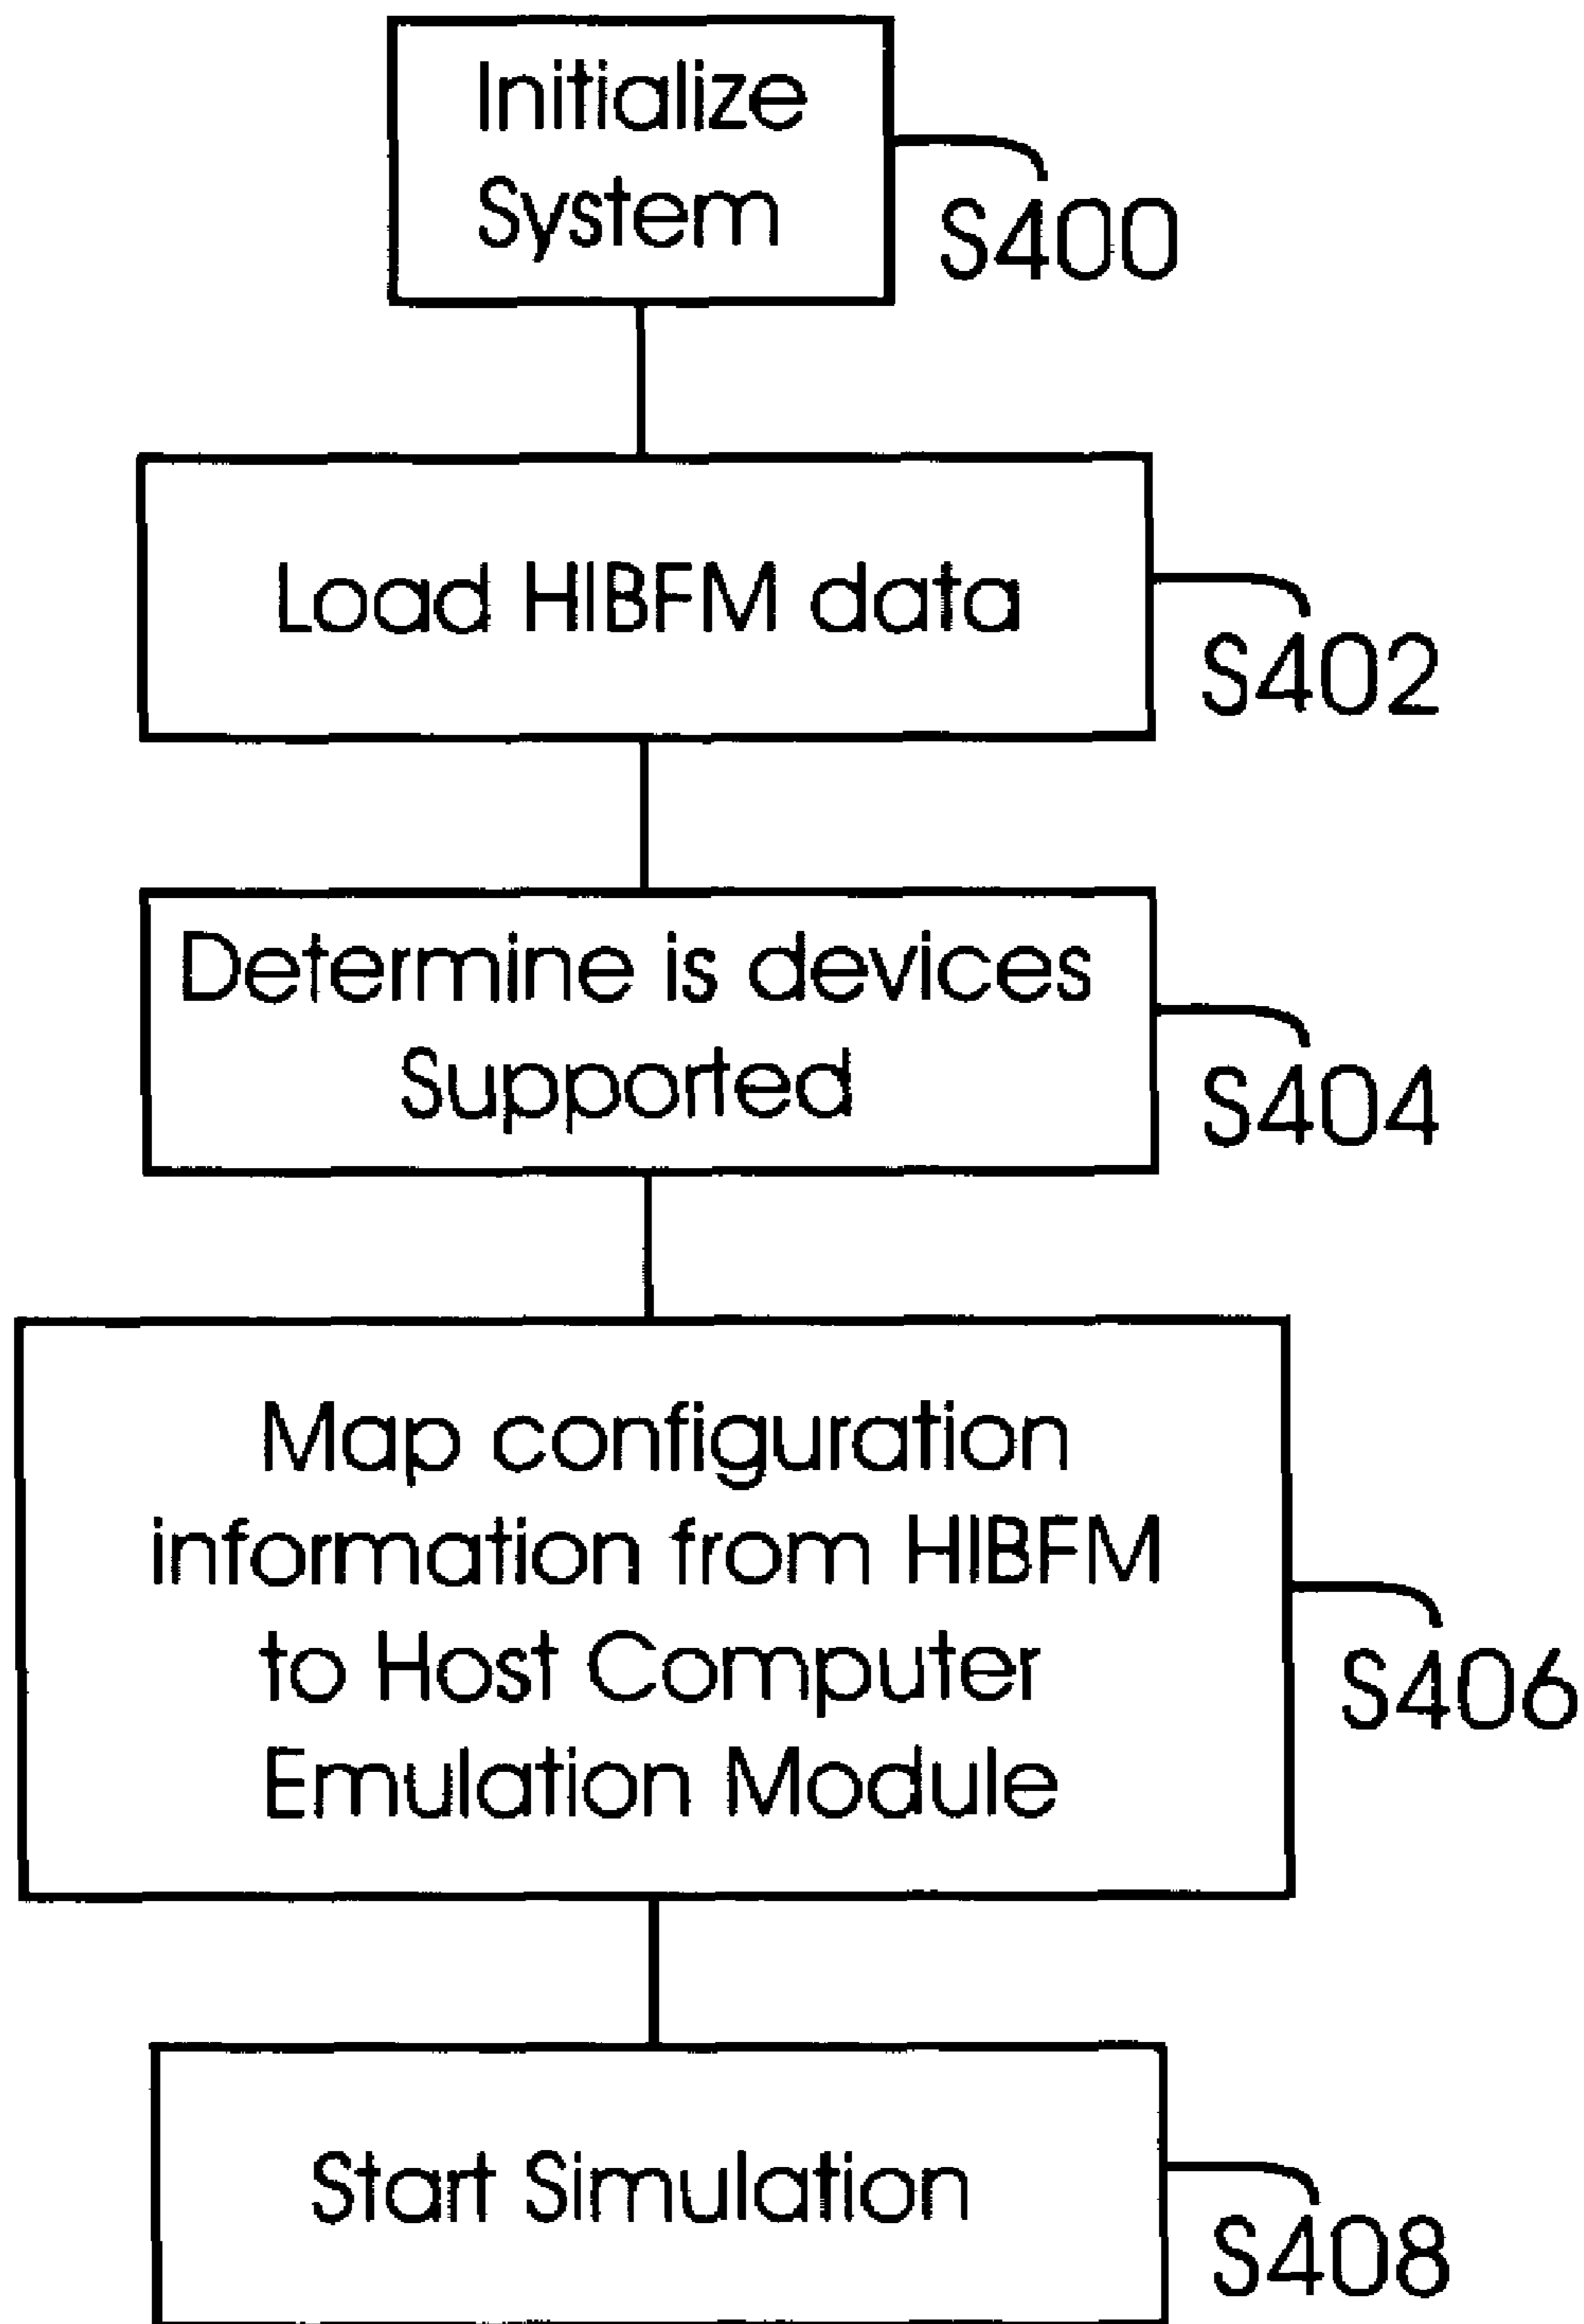 Initialize
System
S400
Load HIBFM data
S402
Determine is devices
Supported
S404
Map configuration
information from HIBFM
to Host Computer
Emulation Module
S406
Start Simulation
S408